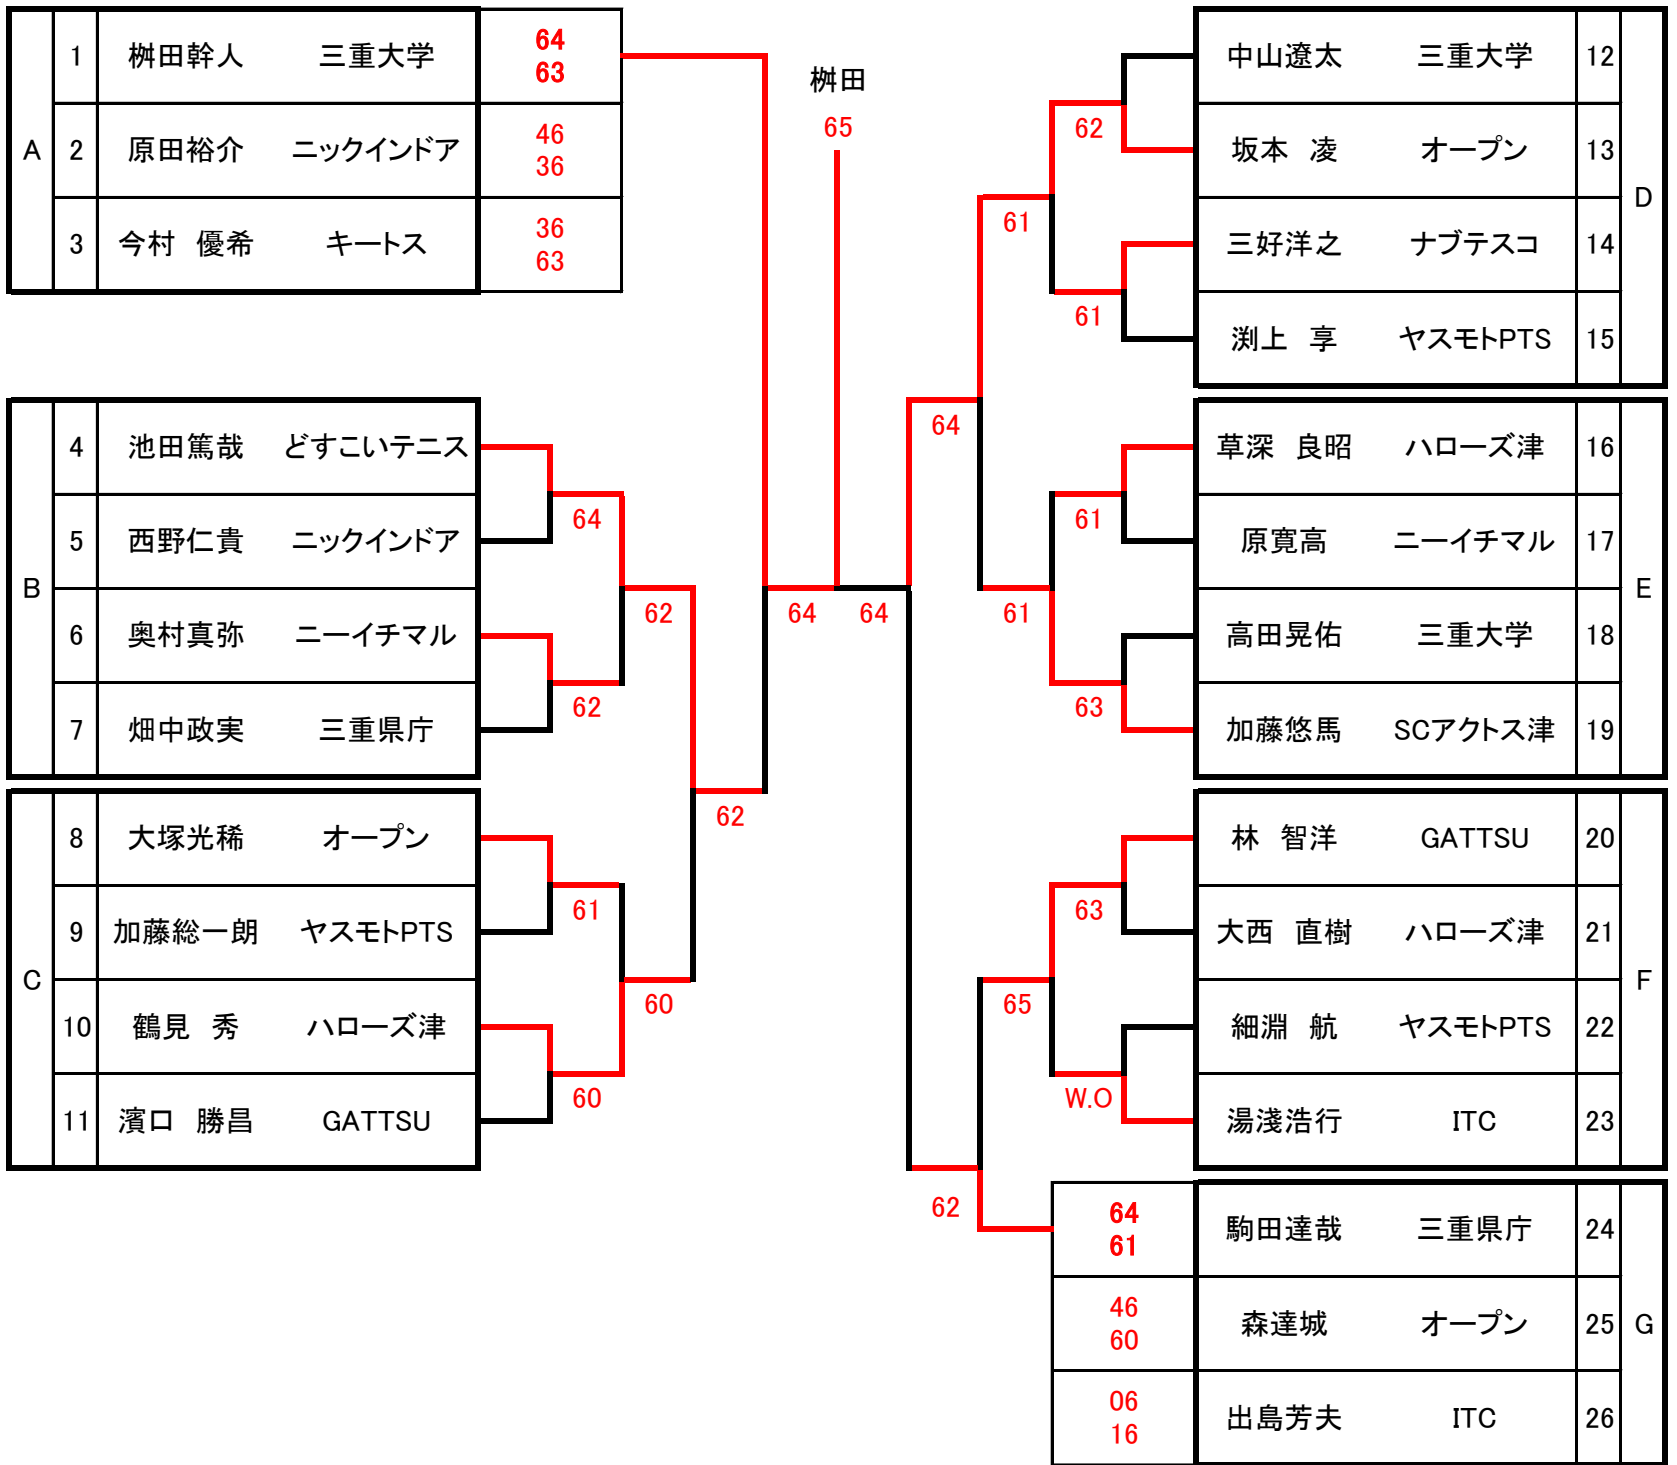 A
1 桝田幹人 三重大学 64 63
2 原田裕介 ニックインドア 46 36
3 今村 優希 キートス 36 63
B
4 池田篤哉 どすこいテニス
5 西野仁貴 ニックインドア
6 奥村真弥 ニーイチマル
7 畑中政実 三重県庁
64
62
62
C
8 大塚光稀 オープン
9 加藤総一朗 ヤスモトPTS
10 鶴見 秀 ハローズ津
11 濱口 勝昌 GATTSU
61
60
60
62
64
桝田
65
64
D
中山遼太 三重大学 12
坂本 凌 オープン 13
三好洋之 ナブテスコ 14
渕上 享 ヤスモトPTS 15
62
61
61
64
E
草深 良昭 ハローズ津 16
原寛高 ニーイチマル 17
高田晃佑 三重大学 18
加藤悠馬 SCアクトス津 19
61
61
63
F
林 智洋 GATTSU 20
大西 直樹 ハローズ津 21
細淵 航 ヤスモトPTS 22
湯淺浩行 ITC 23
63
65
W.O
62
G
64 61 駒田達哉 三重県庁 24
46 60 森達城 オープン 25
06 16 出島芳夫 ITC 26